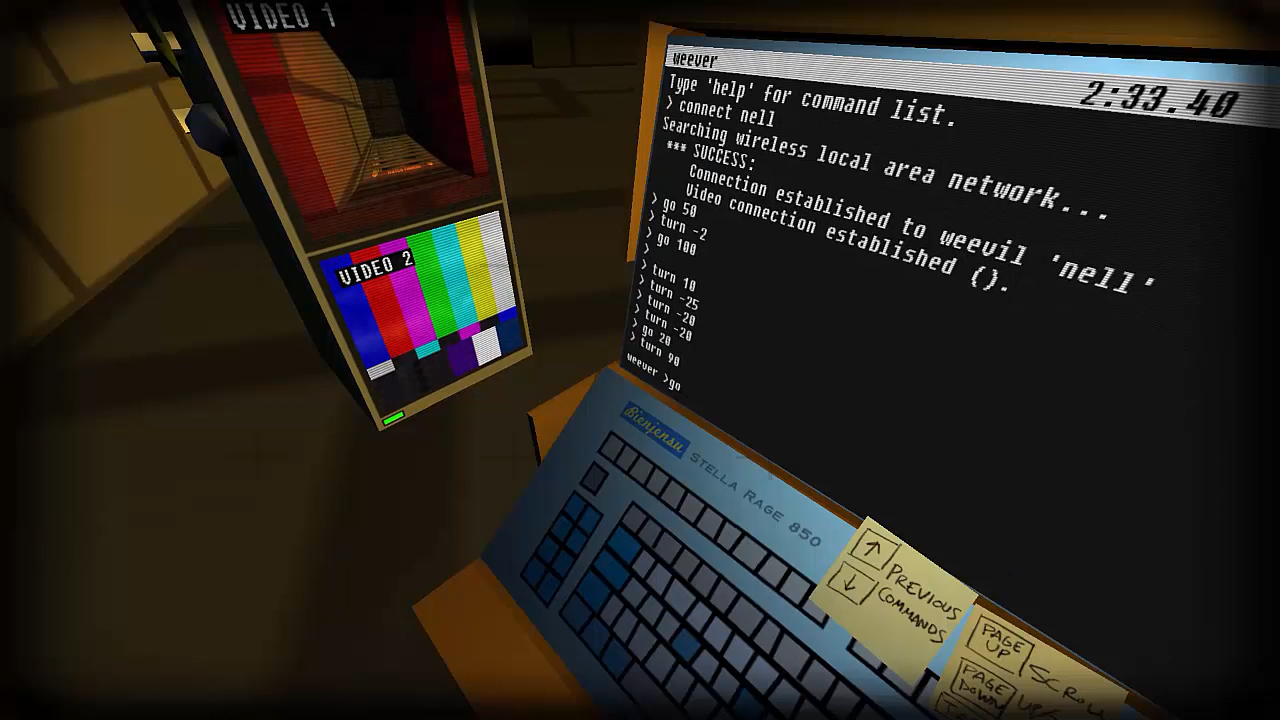 VIDEO 1
VIDEO 2
weever
2:33.40
Type 'help' for command list.
> connect nell
Searching wireless local area network...
*** SUCCESS:
Connection established to weevil 'nell'
Video connection established ().
> go 50
> turn -2
> go 100
>
> turn 10
> turn -25
> turn -20
> turn -20
> go 20
> turn 90
weever >go
Bienjensu
STELLA RAGE 850
↑ PREVIOUS
↓ COMMANDS
PAGE UP SCROLL
PAGE DOWN UP/